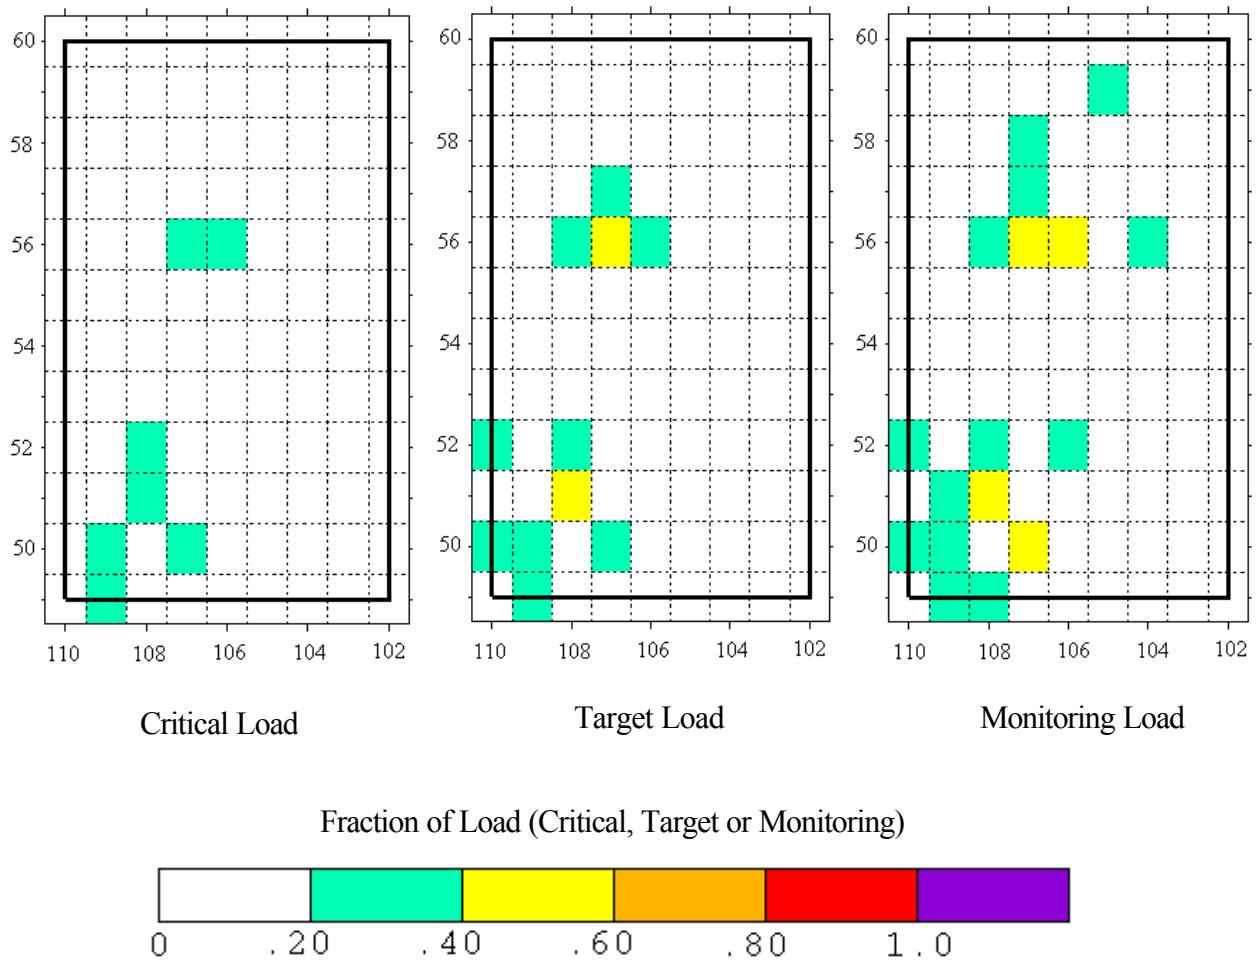 60 60 60
58 58 58
56 56 56
54 54 54
52 52 52
50 50 50
110 108 106 104 102 110 108 106 104 102 110 108 106 104 102
Critical Load Target Load Monitoring Load
Fraction of Load (Critical, Target or Monitoring)
0 .20 .40 .60 .80 1.0